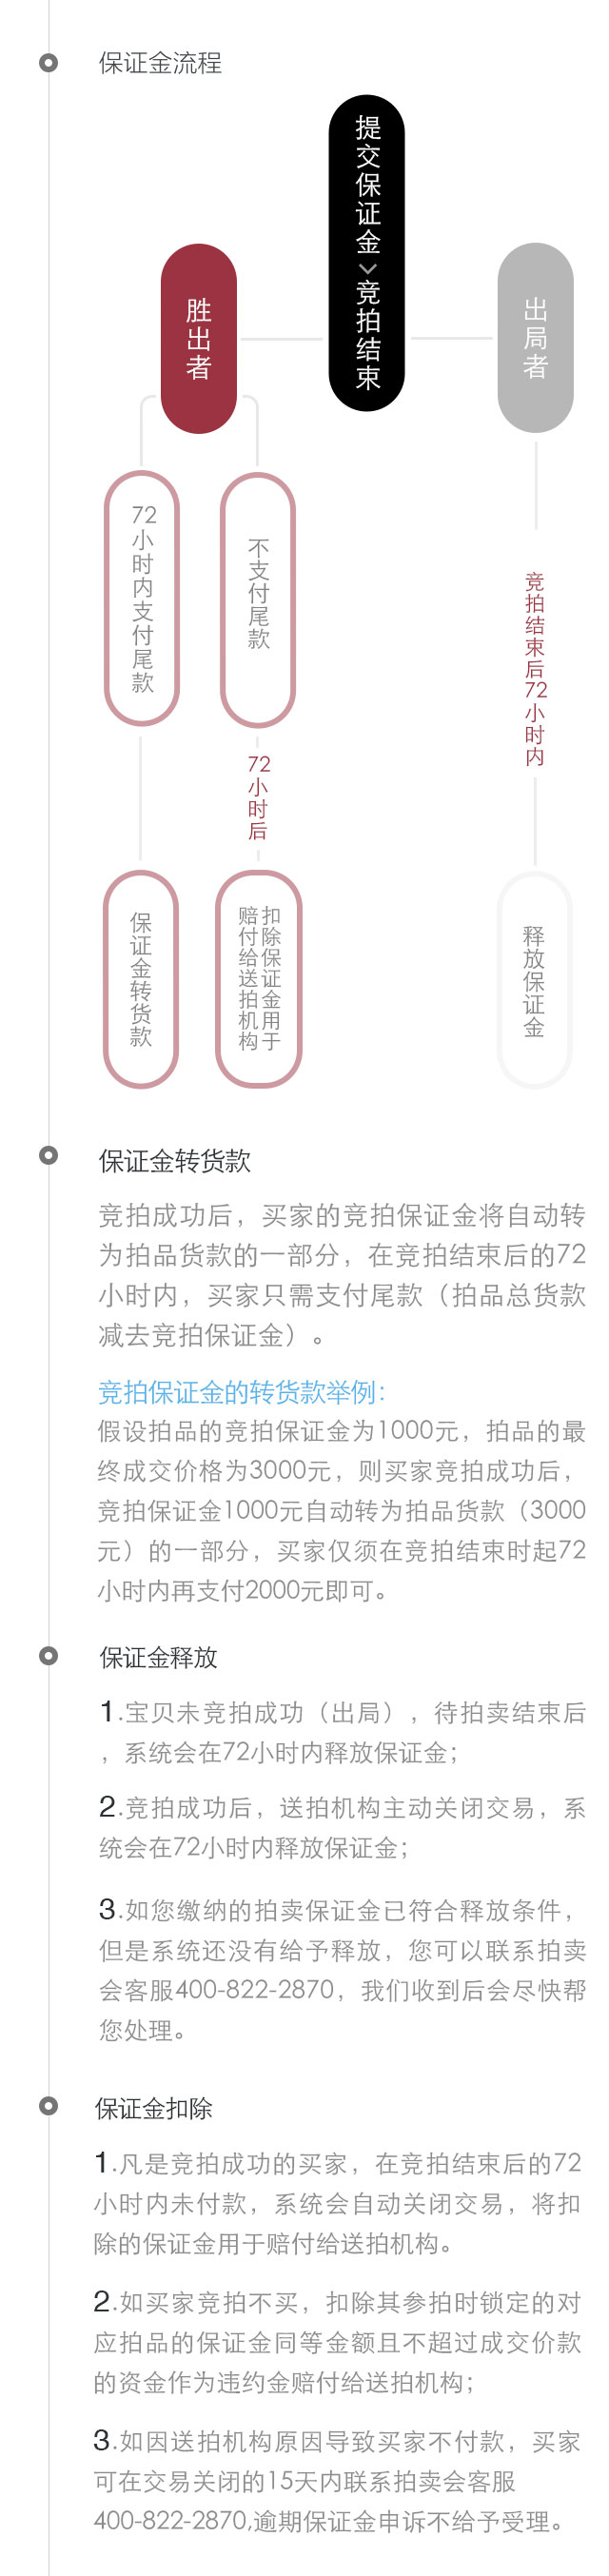 保证金流程
提交保证金
竞拍结束
胜出者
出局者
72小时内支付尾款
不支付尾款
竞拍结束后72小时内
72小时后
保证金转货款
扣除保证金用于
赔付给送拍机构
释放保证金
保证金转货款
竞拍成功后，买家的竞拍保证金将自动转
为拍品货款的一部分，在竞拍结束后的72
小时内，买家只需支付尾款（拍品总货款
减去竞拍保证金）。
竞拍保证金的转货款举例：
假设拍品的竞拍保证金为1000元，拍品的最
终成交价格为3000元，则买家竞拍成功后，
竞拍保证金1000元自动转为拍品货款（3000
元）的一部分，买家仅须在竞拍结束时起72
小时内再支付2000元即可。
保证金释放
1.宝贝未竞拍成功（出局），待拍卖结束后
，系统会在72小时内释放保证金；
2.竞拍成功后，送拍机构主动关闭交易，系
统会在72小时内释放保证金；
3.如您缴纳的拍卖保证金已符合释放条件，
但是系统还没有给予释放，您可以联系拍卖
会客服400-822-2870，我们收到后会尽快帮
您处理。
保证金扣除
1.凡是竞拍成功的买家，在竞拍结束后的72
小时内未付款，系统会自动关闭交易，将扣
除的保证金用于赔付给送拍机构。
2.如买家竞拍不买，扣除其参拍时锁定的对
应拍品的保证金同等金额且不超过成交价款
的资金作为违约金赔付给送拍机构；
3.如因送拍机构原因导致买家不付款，买家
可在交易关闭的15天内联系拍卖会客服
400-822-2870,逾期保证金申诉不给予受理。